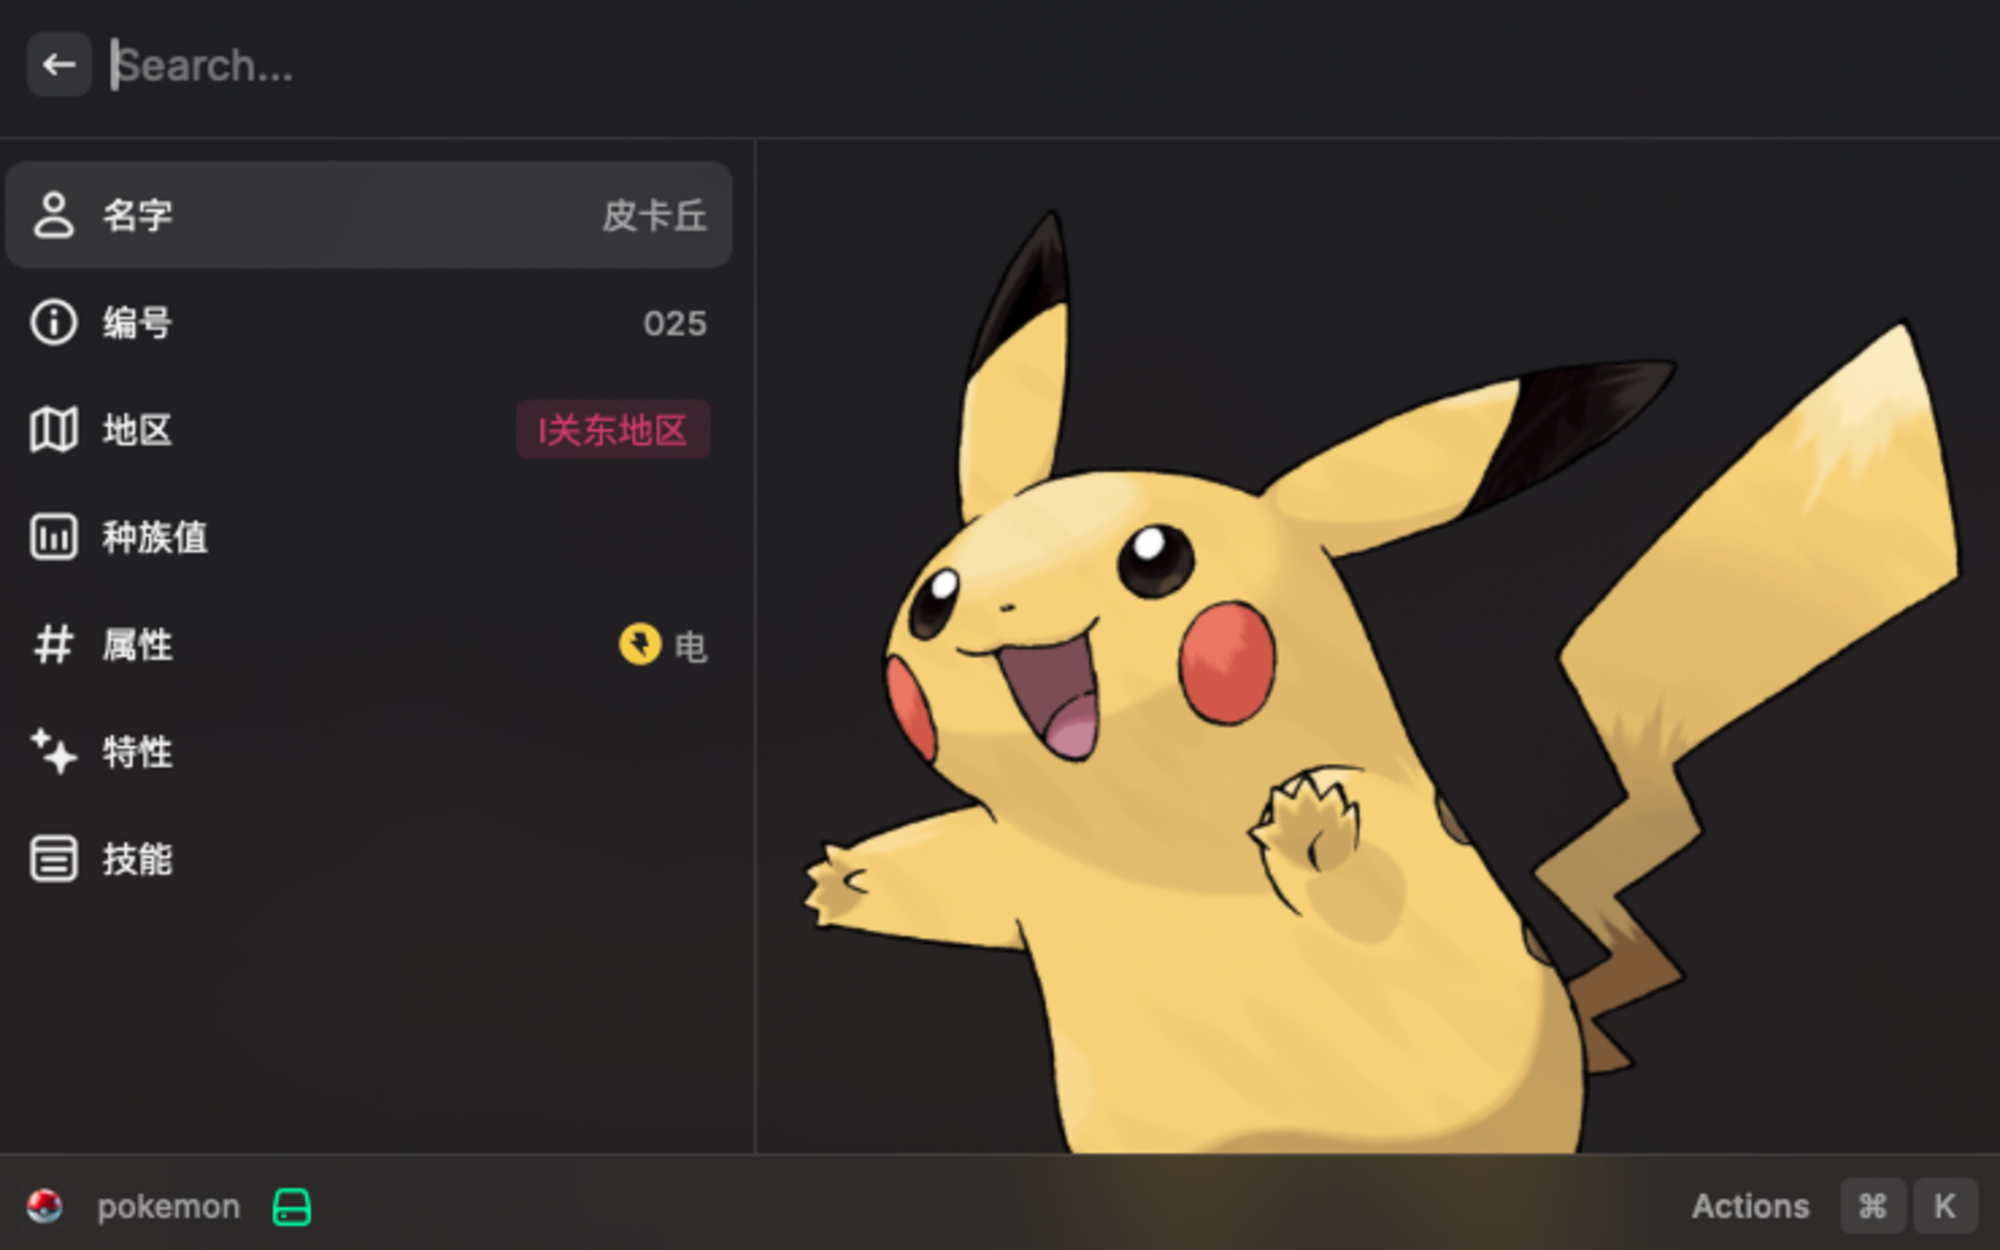 Search...
名字 皮卡丘
编号 025
地区 I关东地区
种族值
属性 电
特性
技能
pokemon Actions ⌘ K